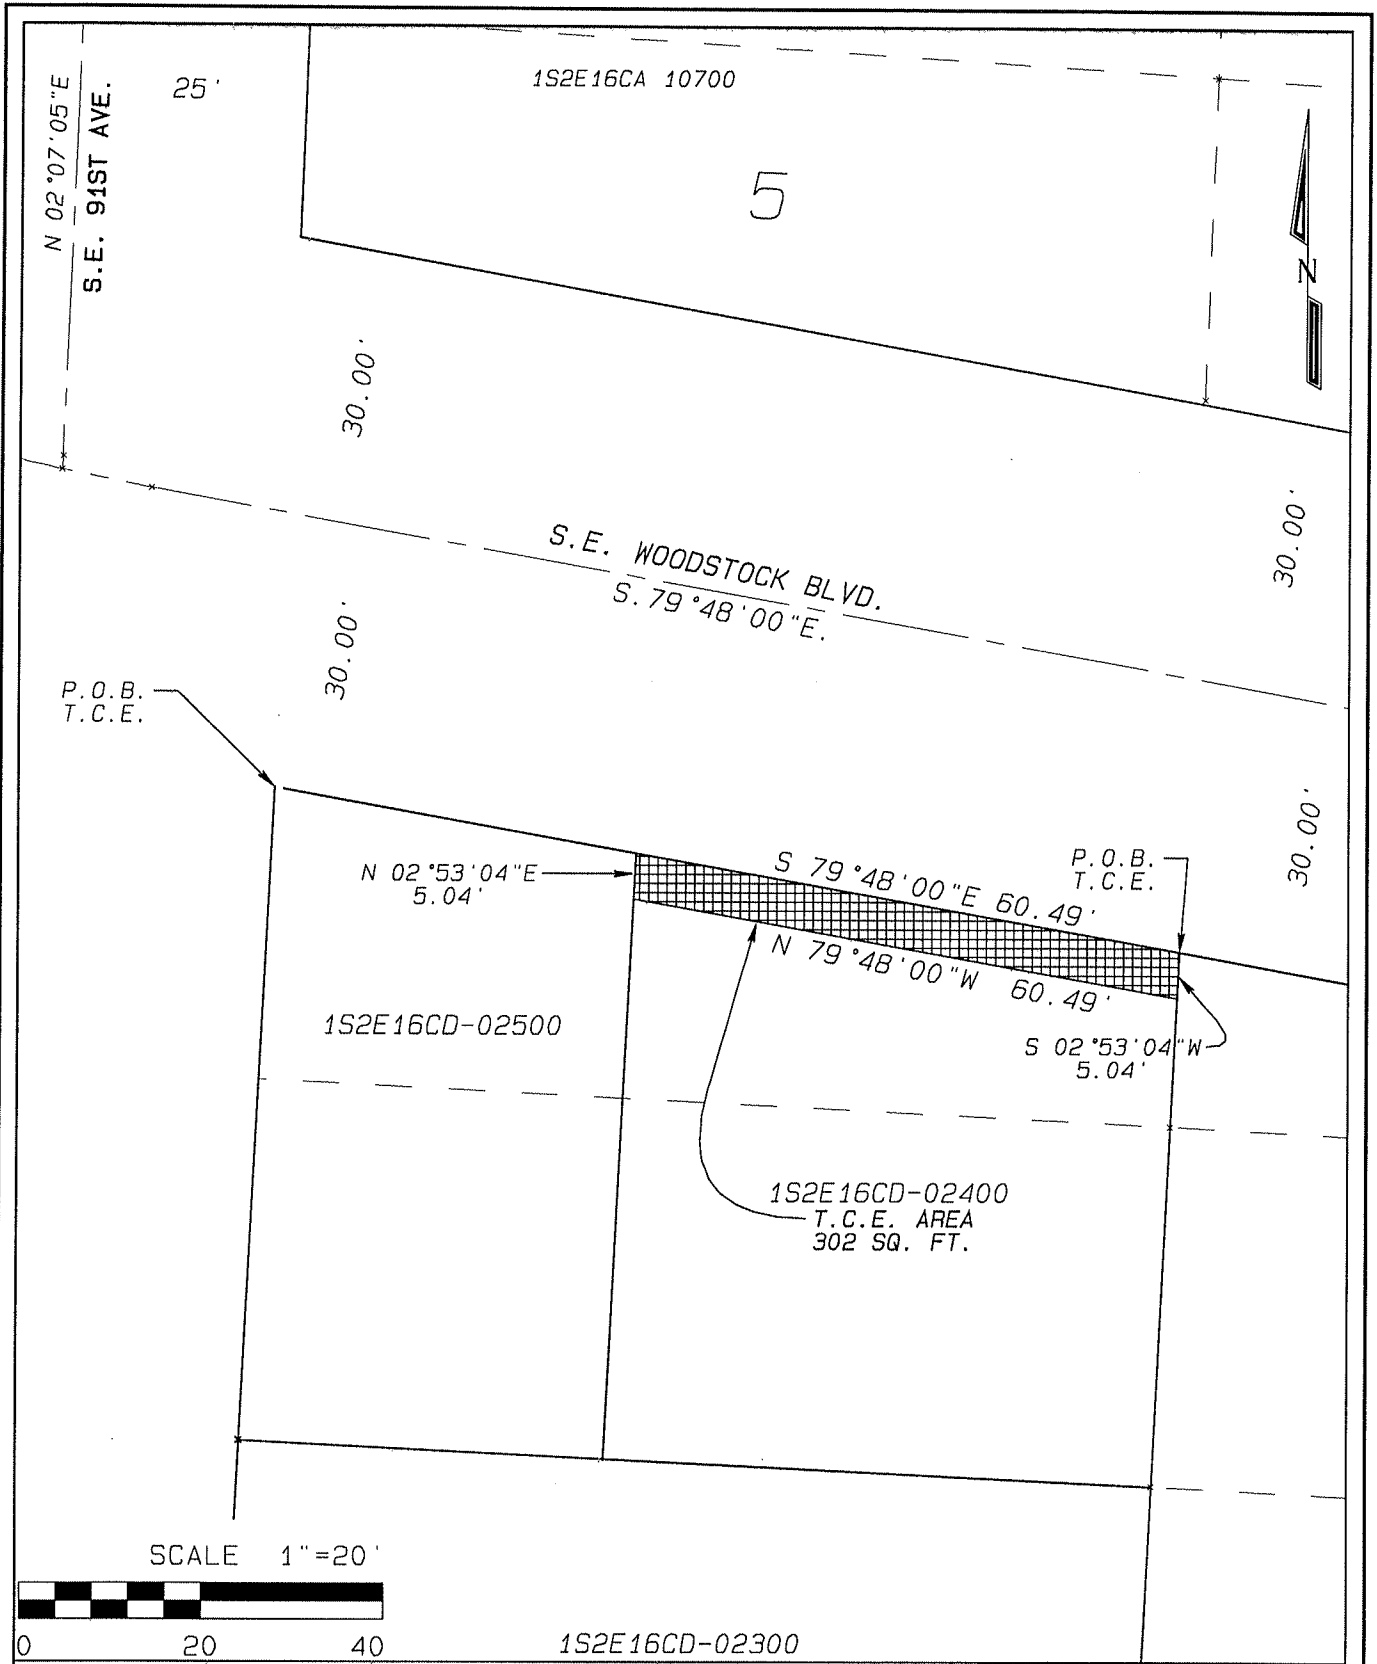 N 02°07'05"E
S.E. 91ST AVE.
25'
1S2E16CA 10700
5
N
30.00'
30.00'
S.E. WOODSTOCK BLVD.
S. 79°48'00"E.
30.00'
P.O.B.
T.C.E.
30.00'
N 02°53'04"E
5.04'
S 79°48'00"E 60.49'
P.O.B.
T.C.E.
N 79°48'00"W 60.49'
1S2E16CD-02500
S 02°53'04"W
5.04'
1S2E16CD-02400
T.C.E. AREA
302 SQ. FT.
SCALE 1"=20'
0 20 40
1S2E16CD-02300